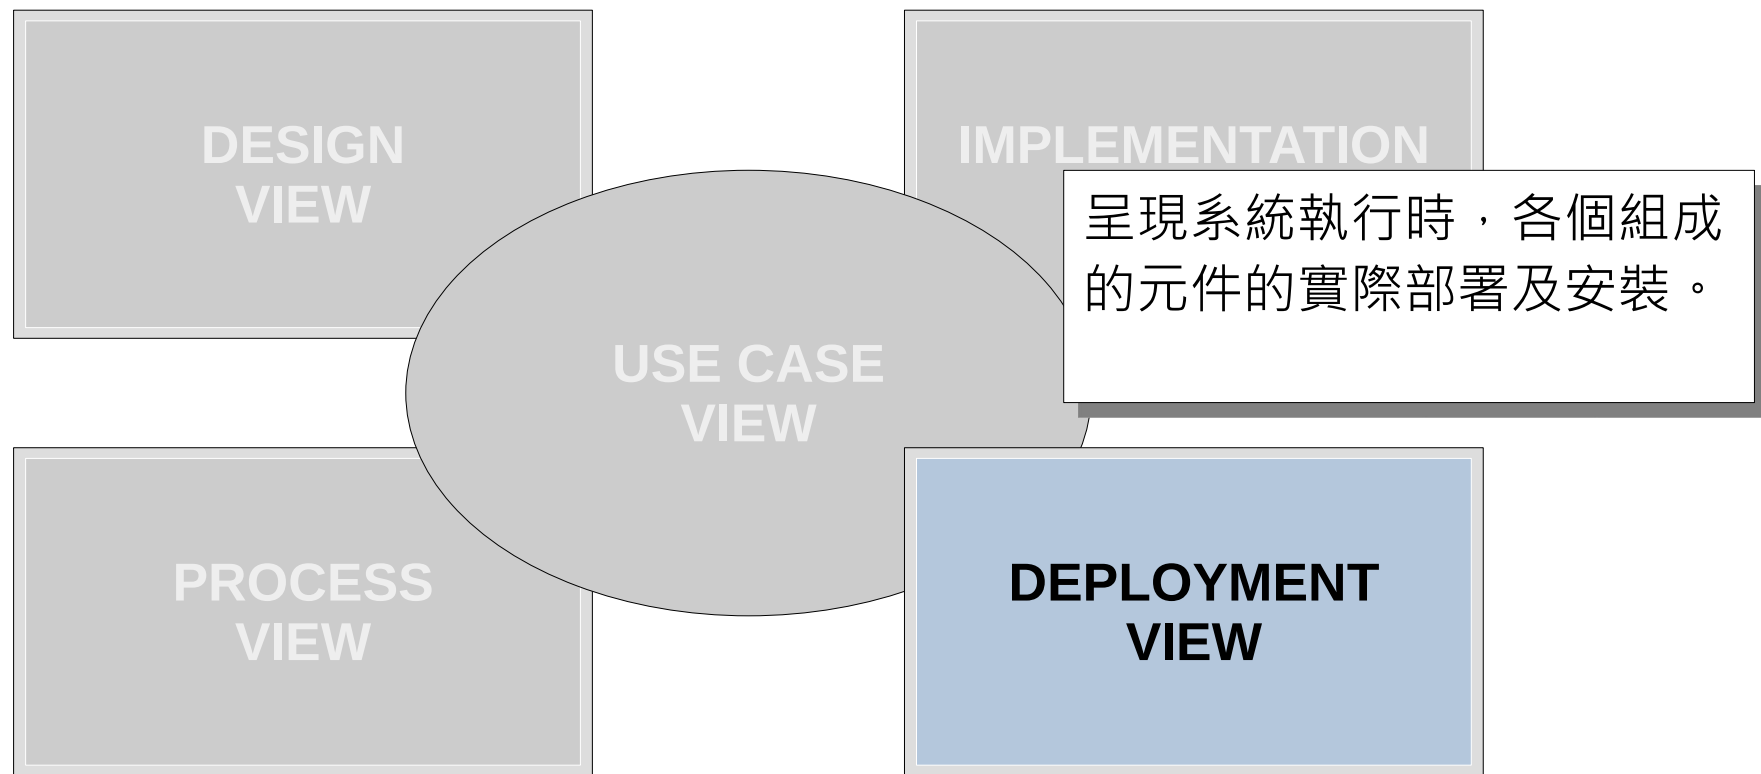 DESIGN
VIEW
IMPLEMENTATION
呈現系統執行時，各個組成
的元件的實際部署及安裝。
USE CASE
VIEW
PROCESS
VIEW
DEPLOYMENT
VIEW